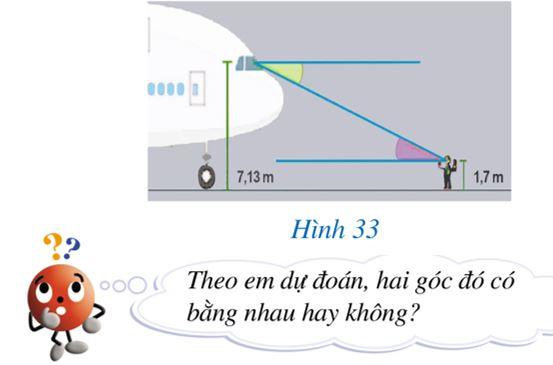 7,13 m
1,7 m
Hình 33
??
Theo em dự đoán, hai góc đó có
bằng nhau hay không?